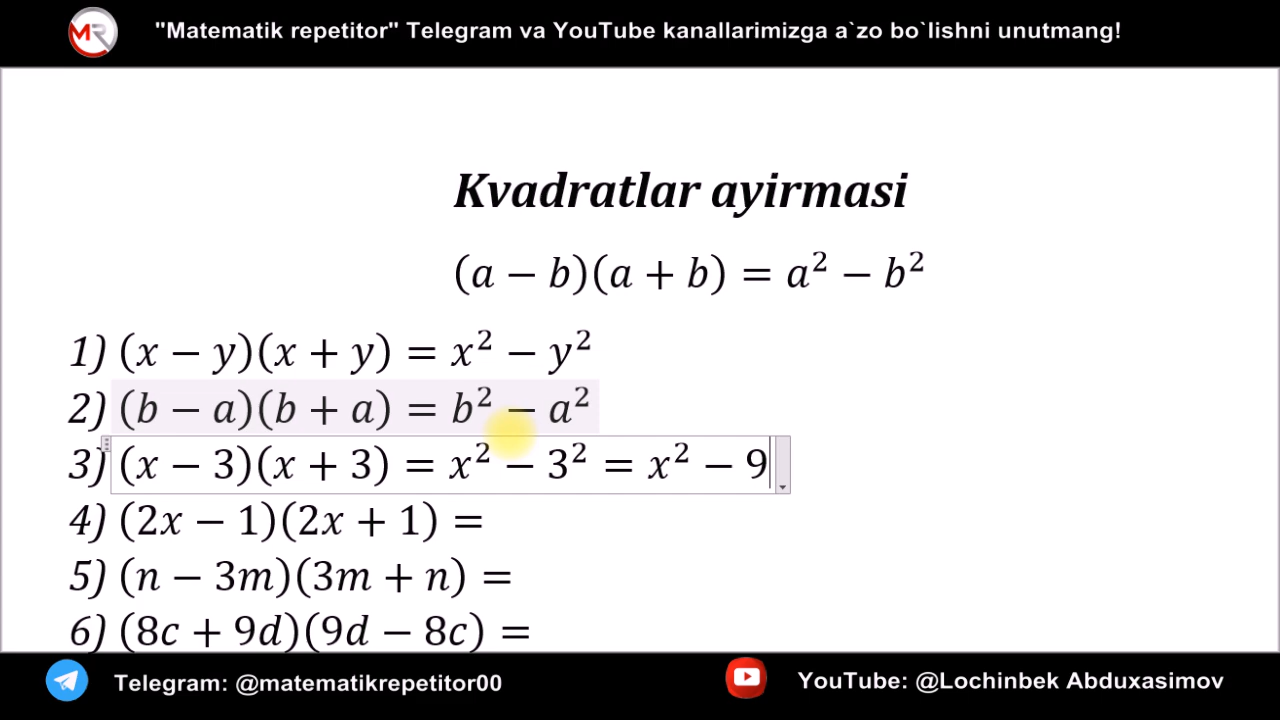 MR
"Matematik repetitor" Telegram va YouTube kanallarimizga a`zo bo`lishni unutmang!
Kvadratlar ayirmasi
(a − b)(a + b) = a² − b²
1) (x − y)(x + y) = x² − y²
2) (b − a)(b + a) = b² − a²
3) (x − 3)(x + 3) = x² − 3² = x² − 9
4) (2x − 1)(2x + 1) =
5) (n − 3m)(3m + n) =
6) (8c + 9d)(9d − 8c) =
Telegram: @matematikrepetitor00
YouTube: @Lochinbek Abduxasimov